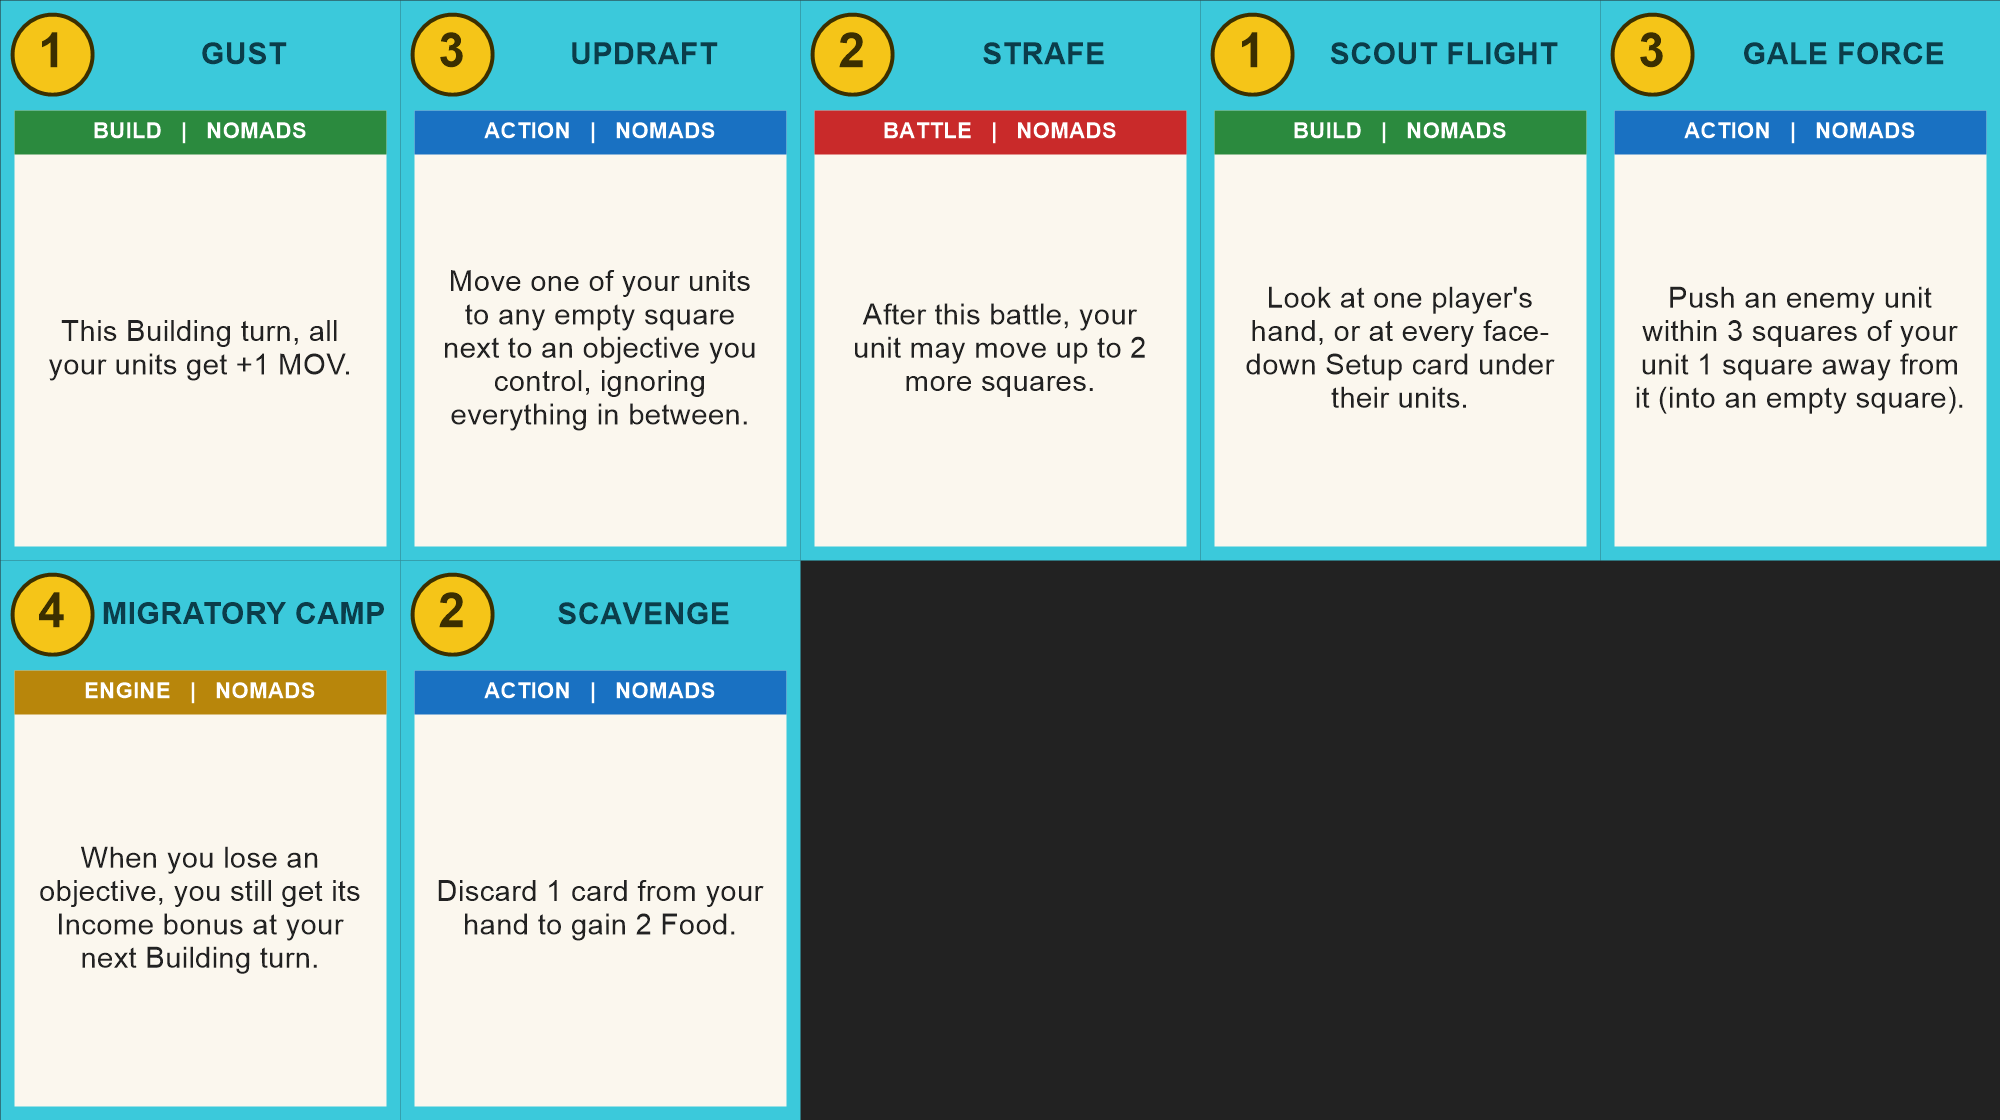 1
GUST
BUILD | NOMADS
This Building turn, all
your units get +1 MOV.
3
UPDRAFT
ACTION | NOMADS
Move one of your units
to any empty square
next to an objective you
control, ignoring
everything in between.
2
STRAFE
BATTLE | NOMADS
After this battle, your
unit may move up to 2
more squares.
1
SCOUT FLIGHT
BUILD | NOMADS
Look at one player's
hand, or at every face-
down Setup card under
their units.
3
GALE FORCE
ACTION | NOMADS
Push an enemy unit
within 3 squares of your
unit 1 square away from
it (into an empty square).
4
MIGRATORY CAMP
ENGINE | NOMADS
When you lose an
objective, you still get its
Income bonus at your
next Building turn.
2
SCAVENGE
ACTION | NOMADS
Discard 1 card from your
hand to gain 2 Food.